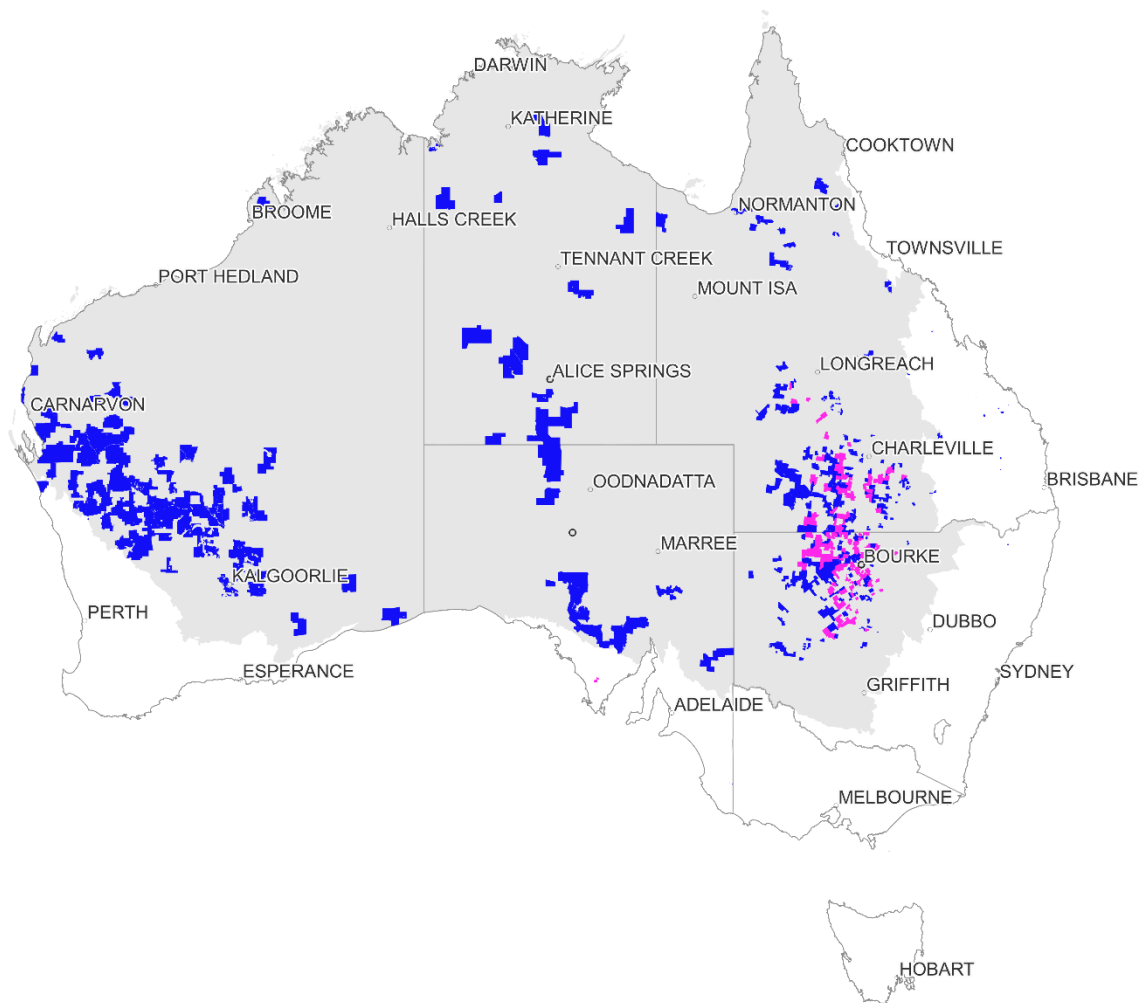 DARWIN
KATHERINE
COOKTOWN
NORMANTON
BROOME
HALLS CREEK
TOWNSVILLE
TENNANT CREEK
PORT HEDLAND
MOUNT ISA
LONGREACH
ALICE SPRINGS
CARNARVON
CHARLEVILLE
BRISBANE
OODNADATTA
MARREE
BOURKE
KALGOORLIE
PERTH
DUBBO
ESPERANCE
SYDNEY
GRIFFITH
ADELAIDE
MELBOURNE
HOBART